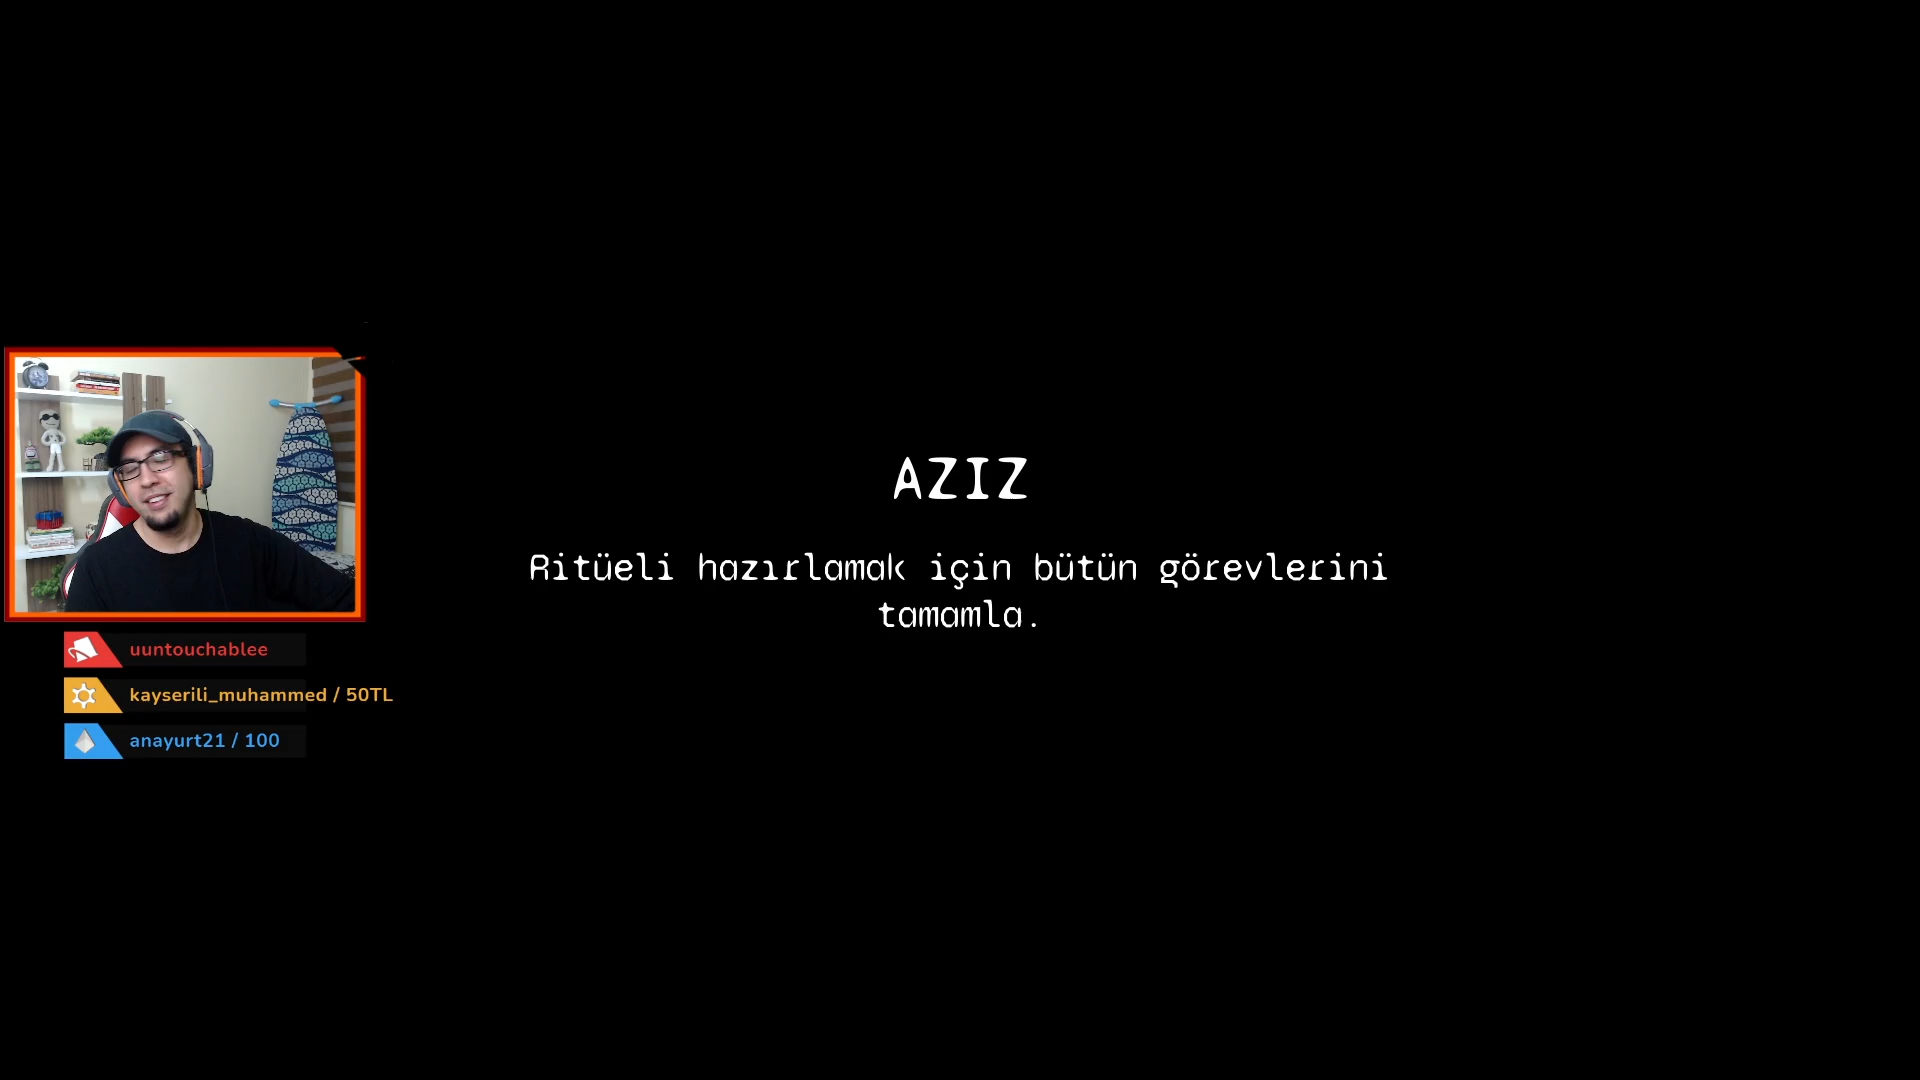 AZIZ
Ritüeli hazırlamak için bütün görevlerini
tamamla.
uuntouchablee
kayserili_muhammed / 50TL
anayurt21 / 100